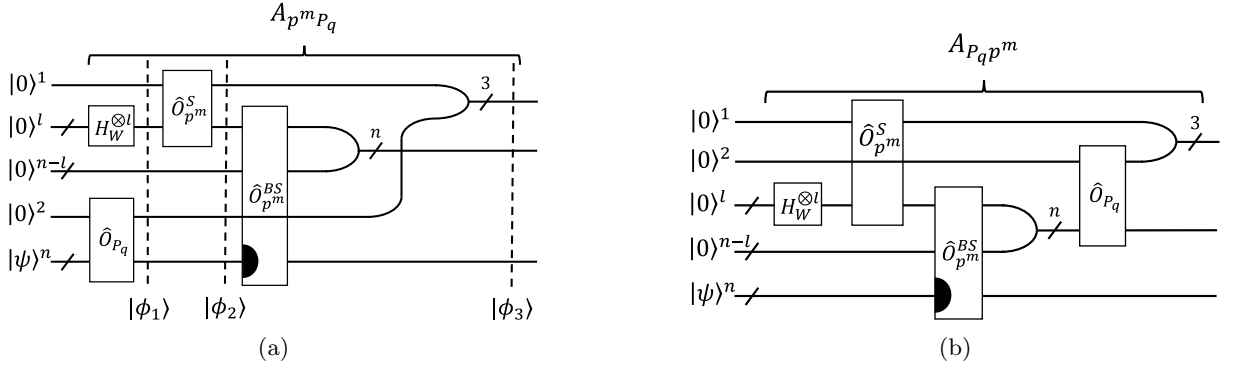 A_{p^m P_q}
|0⟩^1
|0⟩^l H_W^{⊗l} Ô_{p^m}^S 3
|0⟩^{n-l} n
|0⟩^2 Ô_{p^m}^{BS}
|ψ⟩^n Ô_{P_q}
|ϕ_1⟩ |ϕ_2⟩ |ϕ_3⟩
(a)
A_{P_q p^m}
|0⟩^1 3
|0⟩^2 Ô_{p^m}^S
|0⟩^l H_W^{⊗l} n Ô_{P_q}
|0⟩^{n-l} Ô_{p^m}^{BS}
|ψ⟩^n
(b)